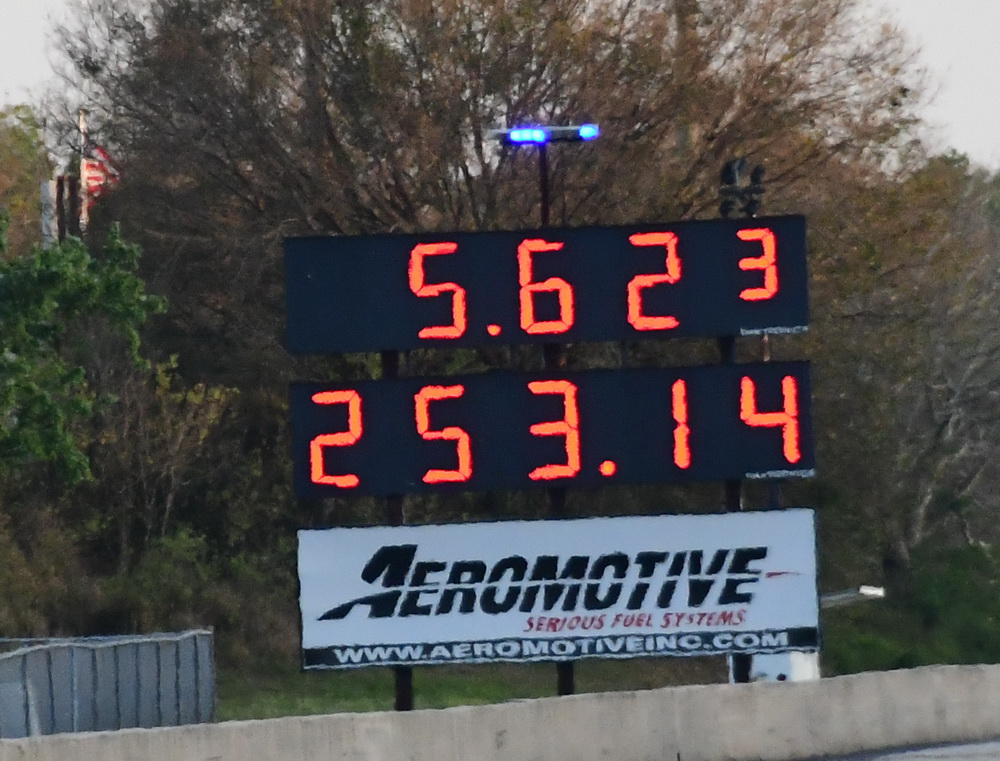 5.623
253.14
AEROMOTIVE
SERIOUS FUEL SYSTEMS
WWW.AEROMOTIVEINC.COM